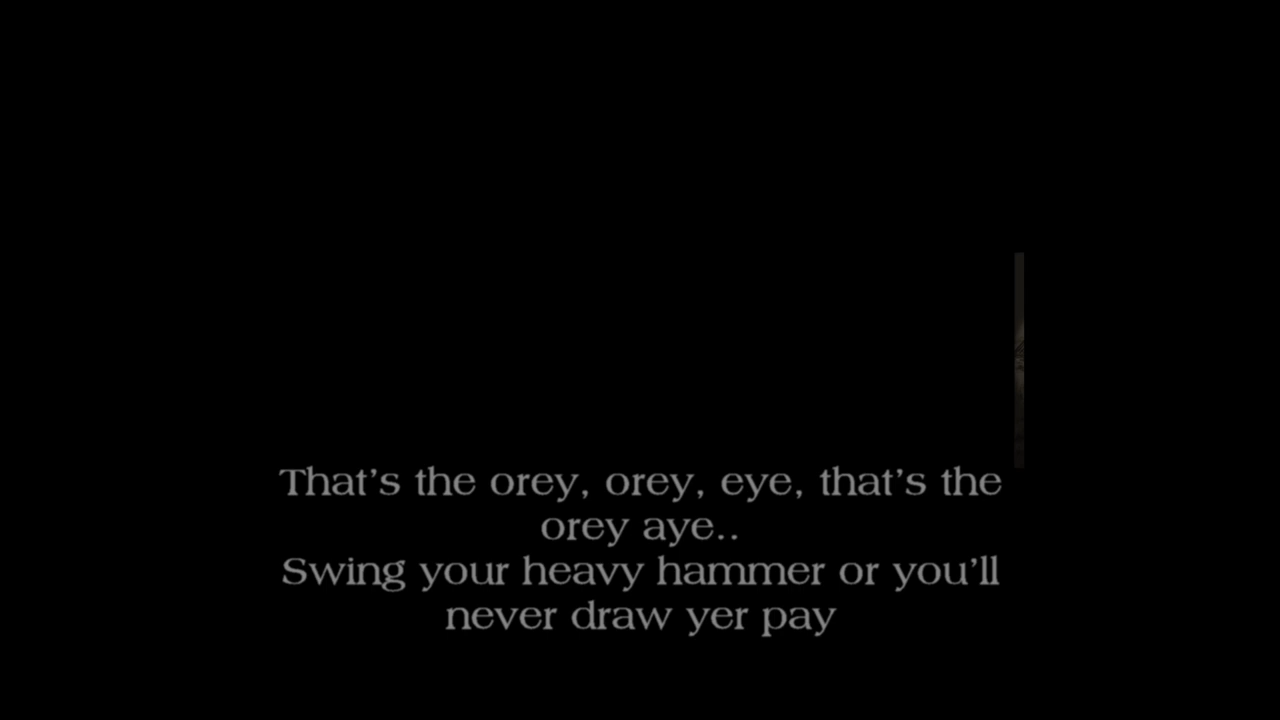 That's the orey, orey, eye, that's the
orey aye..
Swing your heavy hammer or you'll
never draw yer pay